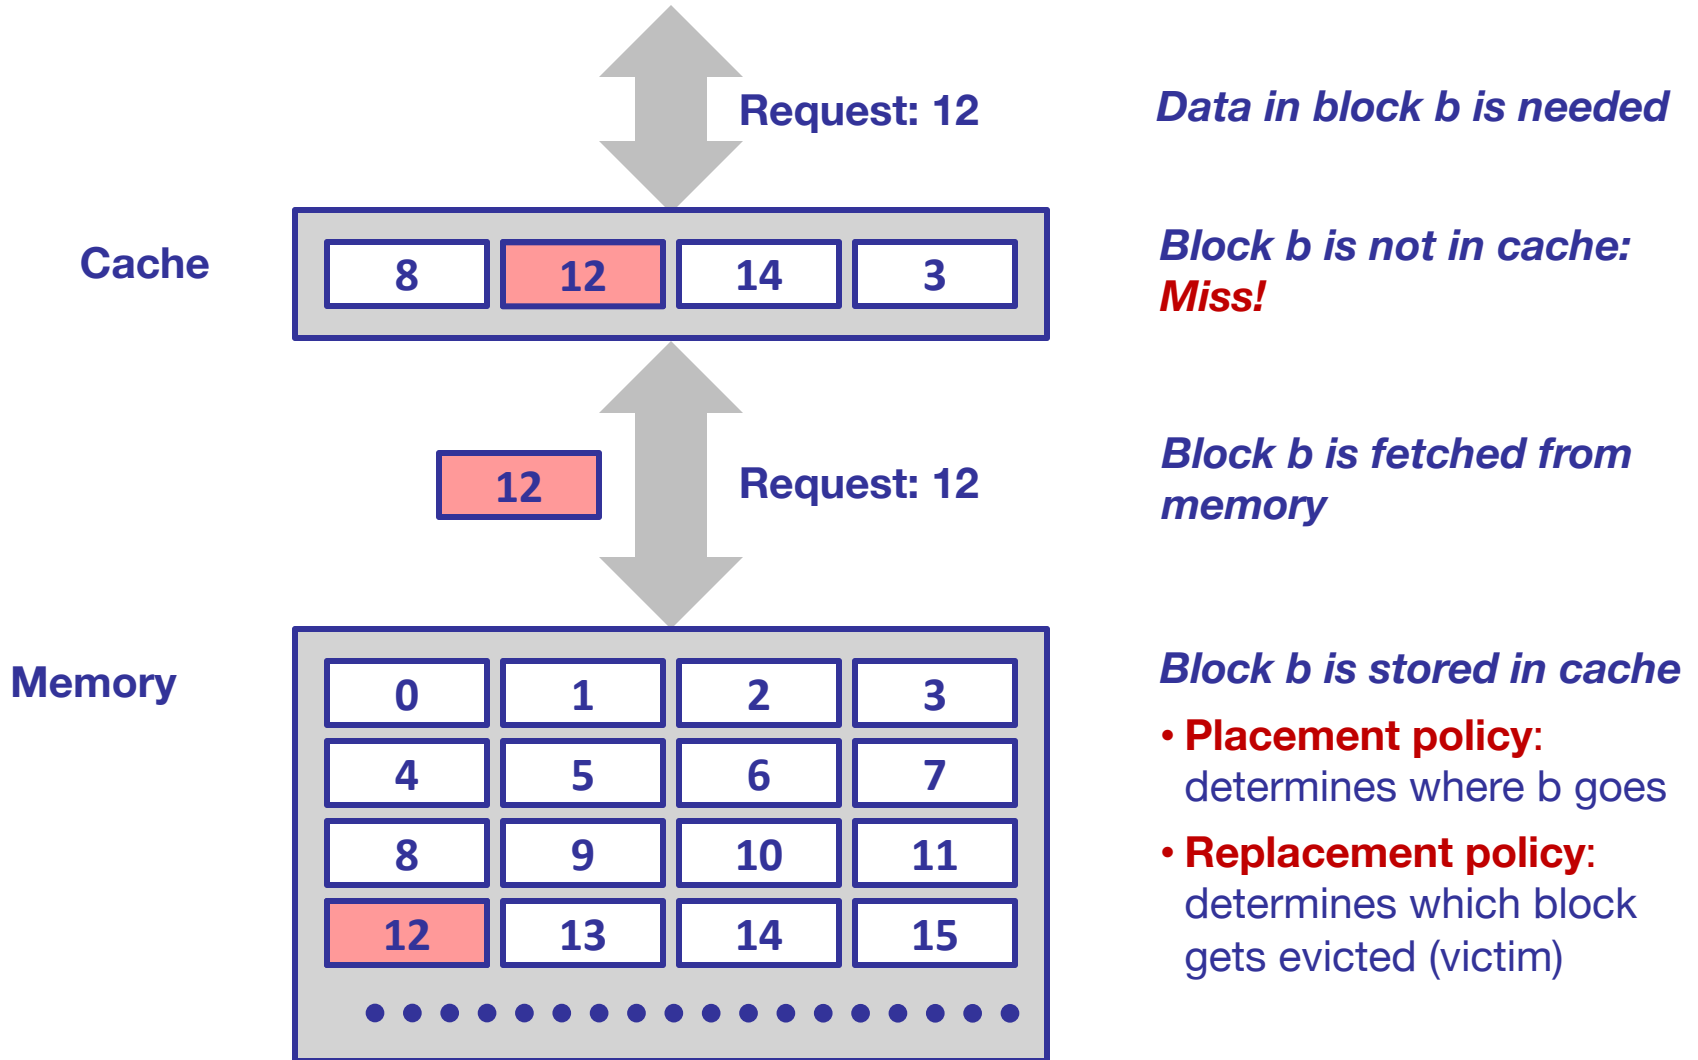 Request: 12
Data in block b is needed
Cache
8 12 14 3
Block b is not in cache:
Miss!
12
Request: 12
Block b is fetched from
memory
Memory
0 1 2 3
4 5 6 7
8 9 10 11
12 13 14 15
Block b is stored in cache
• Placement policy:
determines where b goes
• Replacement policy:
determines which block
gets evicted (victim)